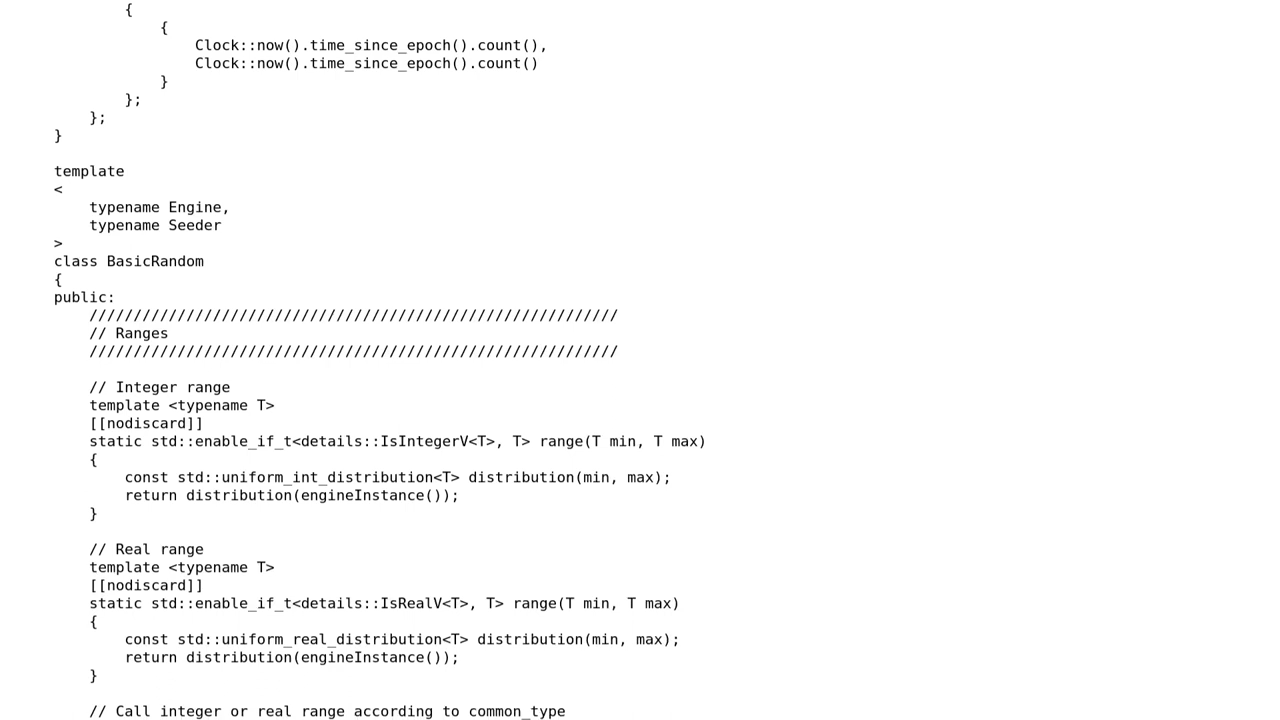 {
{
Clock::now().time_since_epoch().count(),
Clock::now().time_since_epoch().count()
}
};
};
}
template
<
typename Engine,
typename Seeder
>
class BasicRandom
{
public:
////////////////////////////////////////////////////////////
// Ranges
////////////////////////////////////////////////////////////
// Integer range
template <typename T>
[[nodiscard]]
static std::enable_if_t<details::IsIntegerV<T>, T> range(T min, T max)
{
const std::uniform_int_distribution<T> distribution(min, max);
return distribution(engineInstance());
}
// Real range
template <typename T>
[[nodiscard]]
static std::enable_if_t<details::IsRealV<T>, T> range(T min, T max)
{
const std::uniform_real_distribution<T> distribution(min, max);
return distribution(engineInstance());
}
// Call integer or real range according to common_type